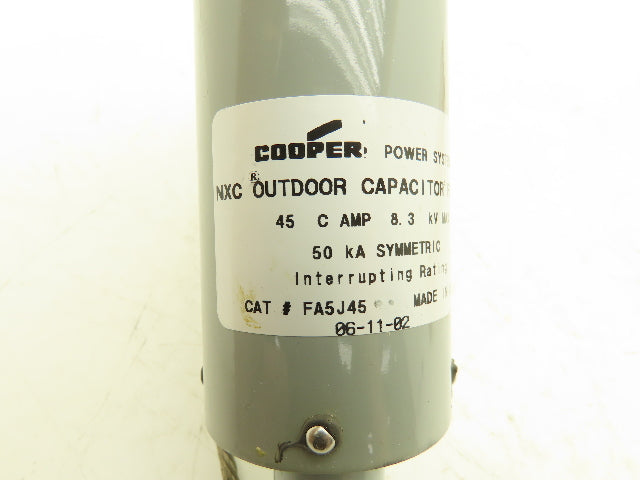 COOPER POWER
NXC ® OUTDOOR CAPACITOR
45 C AMP 8.3 kV
50 kA SYMMETRIC
Interrupting Rating
CAT # FA5J45 MADE
06-11-02